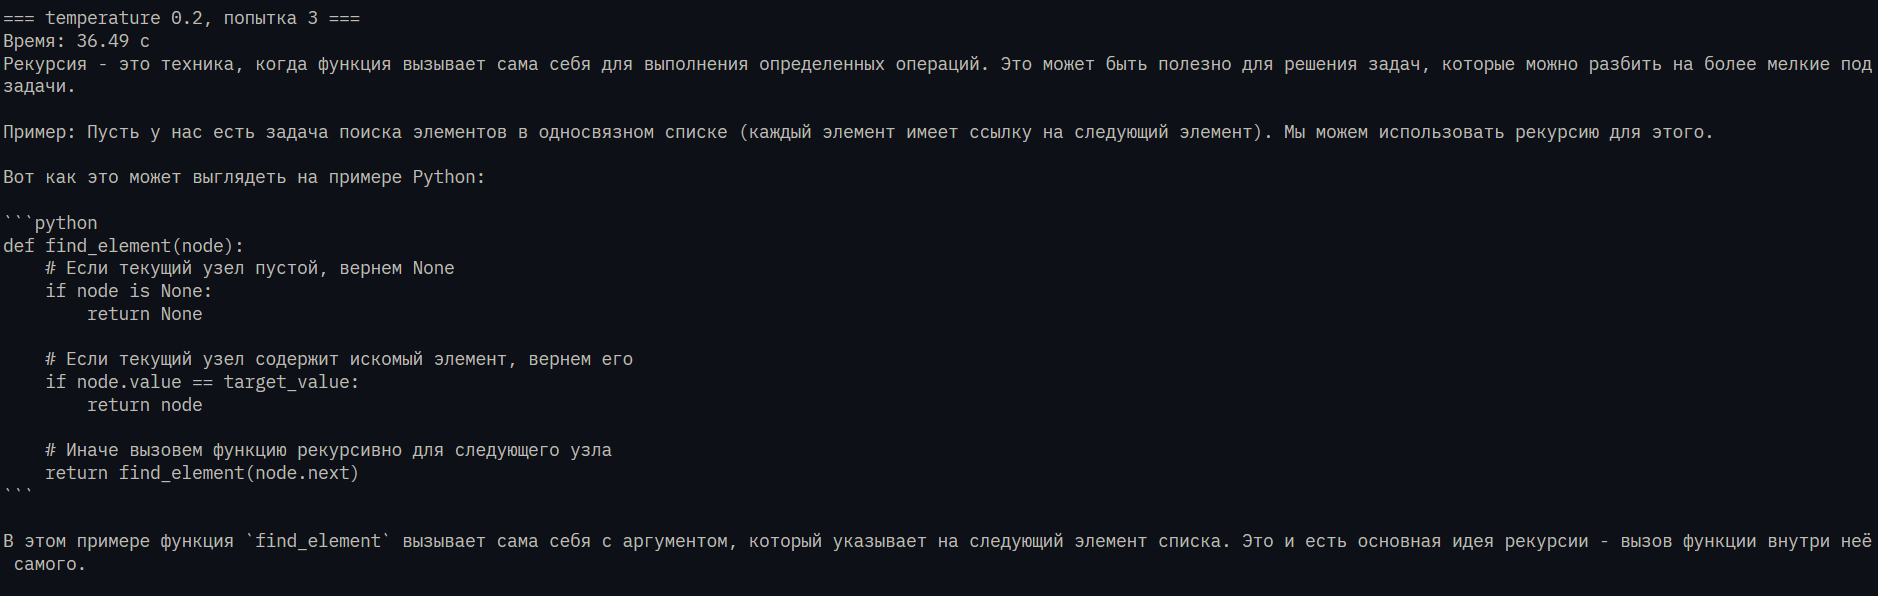 === temperature 0.2, попытка 3 ===
Время: 36.49 с
Рекурсия - это техника, когда функция вызывает сама себя для выполнения определенных операций. Это может быть полезно для решения задач, которые можно разбить на более мелкие под
задачи.

Пример: Пусть у нас есть задача поиска элементов в односвязном списке (каждый элемент имеет ссылку на следующий элемент). Мы можем использовать рекурсию для этого.

Вот как это может выглядеть на примере Python:

```python
def find_element(node):
    # Если текущий узел пустой, вернем None
    if node is None:
        return None

    # Если текущий узел содержит искомый элемент, вернем его
    if node.value == target_value:
        return node

    # Иначе вызовем функцию рекурсивно для следующего узла
    return find_element(node.next)
```

В этом примере функция `find_element` вызывает сама себя с аргументом, который указывает на следующий элемент списка. Это и есть основная идея рекурсии - вызов функции внутри неё
 самого.